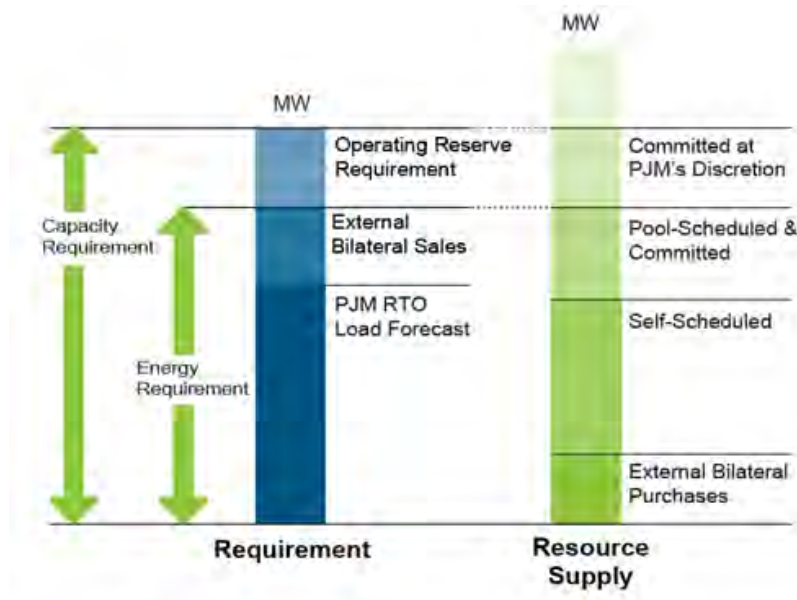 MW
MW
Operating Reserve
Requirement
Committed at
PJM's Discretion
Capacity
Requirement
External
Bilateral Sales
Pool-Scheduled &
Committed
PJM RTO
Load Forecast
Self-Scheduled
Energy
Requirement
External Bilateral
Purchases
Requirement
Resource
Supply